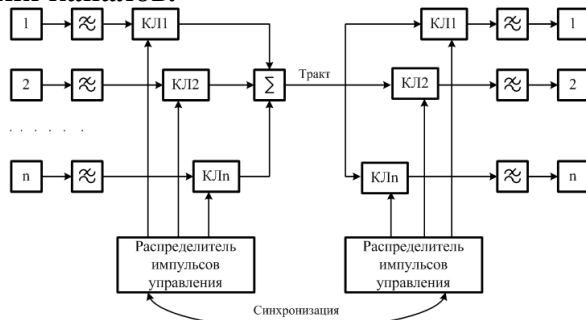 1 КЛ1 КЛ1 1
2 КЛ2 Σ Тракт КЛ2 2
. . . . . .
n КЛn КЛn n
Распределитель импульсов управления
Распределитель импульсов управления
Синхронизация